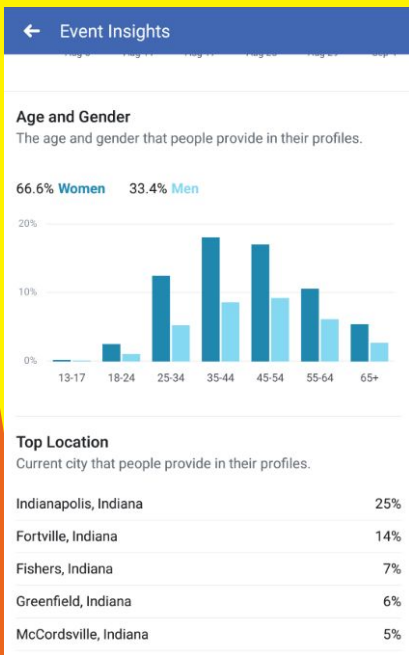 Event Insights
Age and Gender
The age and gender that people provide in their profiles.
66.6% Women 33.4% Men
20%
10%
0%
13-17 18-24 25-34 35-44 45-54 55-64 65+
Top Location
Current city that people provide in their profiles.
Indianapolis, Indiana 25%
Fortville, Indiana 14%
Fishers, Indiana 7%
Greenfield, Indiana 6%
McCordsville, Indiana 5%